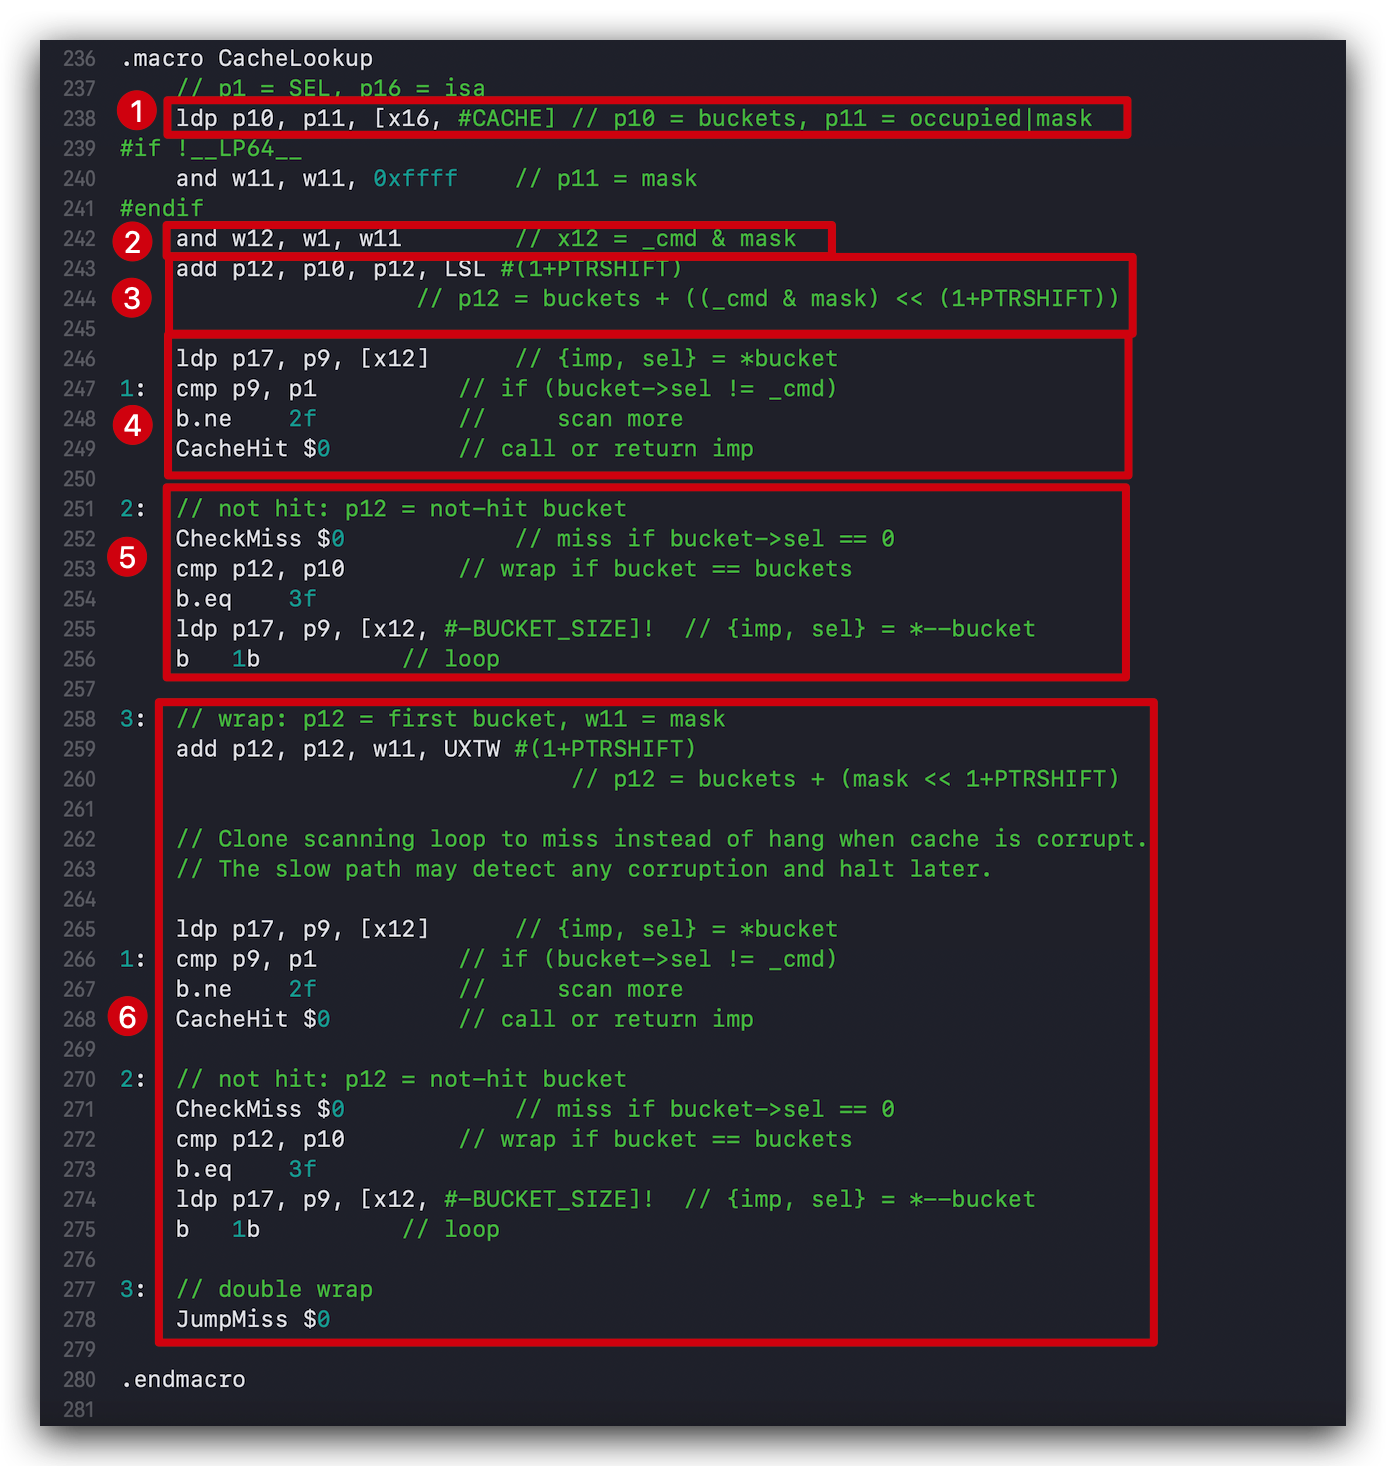 236 .macro CacheLookup
237 // p1 = SEL, p16 = isa
1
238 ldp p10, p11, [x16, #CACHE] // p10 = buckets, p11 = occupied|mask
239 #if !__LP64__
240 and w11, w11, 0xffff // p11 = mask
241 #endif
2
242 and w12, w1, w11 // x12 = _cmd & mask
243 add p12, p10, p12, LSL #(1+PTRSHIFT)
3
244 // p12 = buckets + ((_cmd & mask) << (1+PTRSHIFT))
245
246 ldp p17, p9, [x12] // {imp, sel} = *bucket
247 1: cmp p9, p1 // if (bucket->sel != _cmd)
4
248 b.ne 2f // scan more
249 CacheHit $0 // call or return imp
250
251 2: // not hit: p12 = not-hit bucket
252 CheckMiss $0 // miss if bucket->sel == 0
5
253 cmp p12, p10 // wrap if bucket == buckets
254 b.eq 3f
255 ldp p17, p9, [x12, #-BUCKET_SIZE]! // {imp, sel} = *--bucket
256 b 1b // loop
257
258 3: // wrap: p12 = first bucket, w11 = mask
259 add p12, p12, w11, UXTW #(1+PTRSHIFT)
260 // p12 = buckets + (mask << 1+PTRSHIFT)
261
262 // Clone scanning loop to miss instead of hang when cache is corrupt.
263 // The slow path may detect any corruption and halt later.
264
265 ldp p17, p9, [x12] // {imp, sel} = *bucket
266 1: cmp p9, p1 // if (bucket->sel != _cmd)
267 b.ne 2f // scan more
6
268 CacheHit $0 // call or return imp
269
270 2: // not hit: p12 = not-hit bucket
271 CheckMiss $0 // miss if bucket->sel == 0
272 cmp p12, p10 // wrap if bucket == buckets
273 b.eq 3f
274 ldp p17, p9, [x12, #-BUCKET_SIZE]! // {imp, sel} = *--bucket
275 b 1b // loop
276
277 3: // double wrap
278 JumpMiss $0
279
280 .endmacro
281